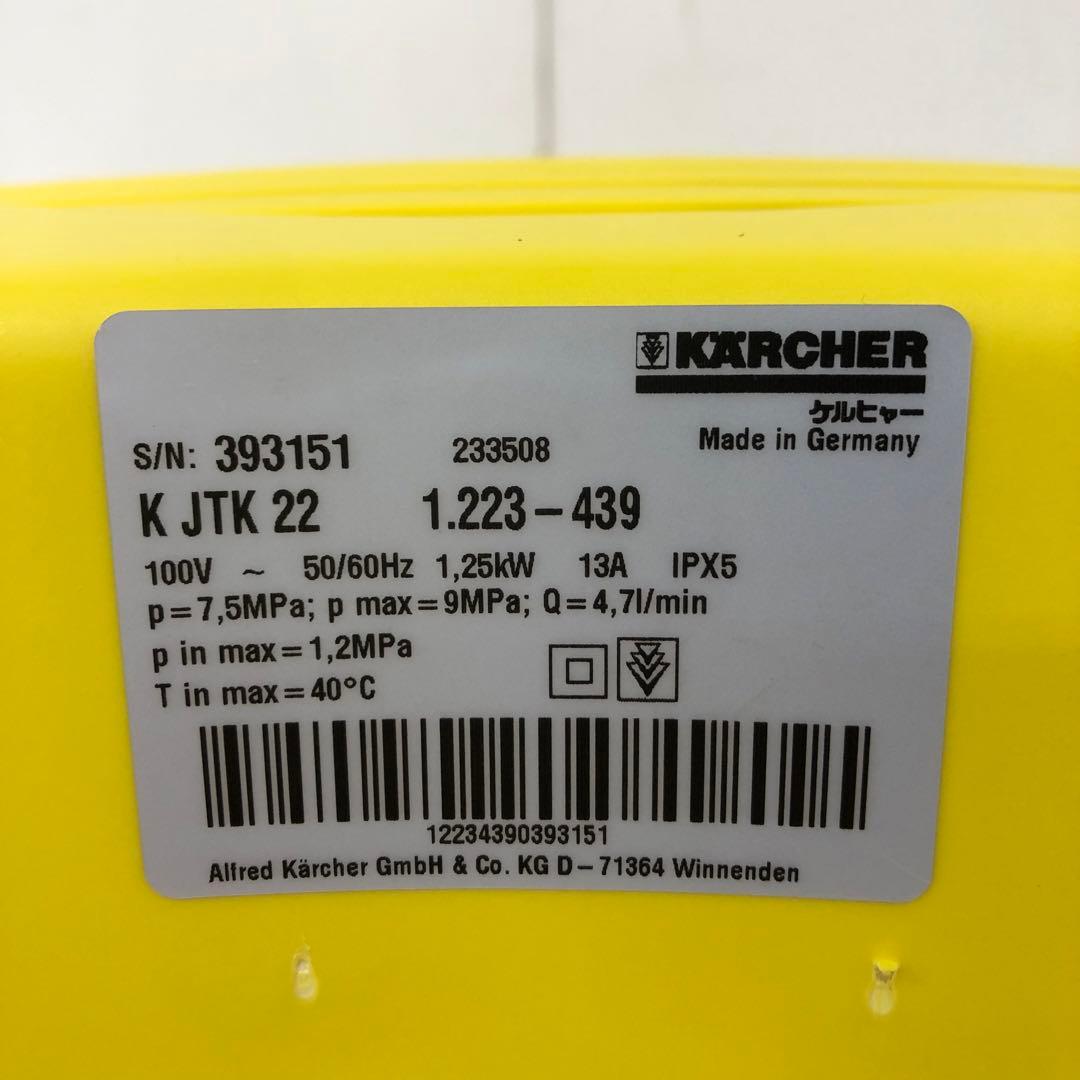 KÄRCHER
ケルヒャー
Made in Germany
S/N: 393151 233508
K JTK 22 1.223-439
100V ~ 50/60Hz 1,25kW 13A IPX5
p=7,5MPa; p max=9MPa; Q=4,7l/min
p in max=1,2MPa
T in max=40°C
12234390393151
Alfred Kärcher GmbH & Co. KG D-71364 Winnenden